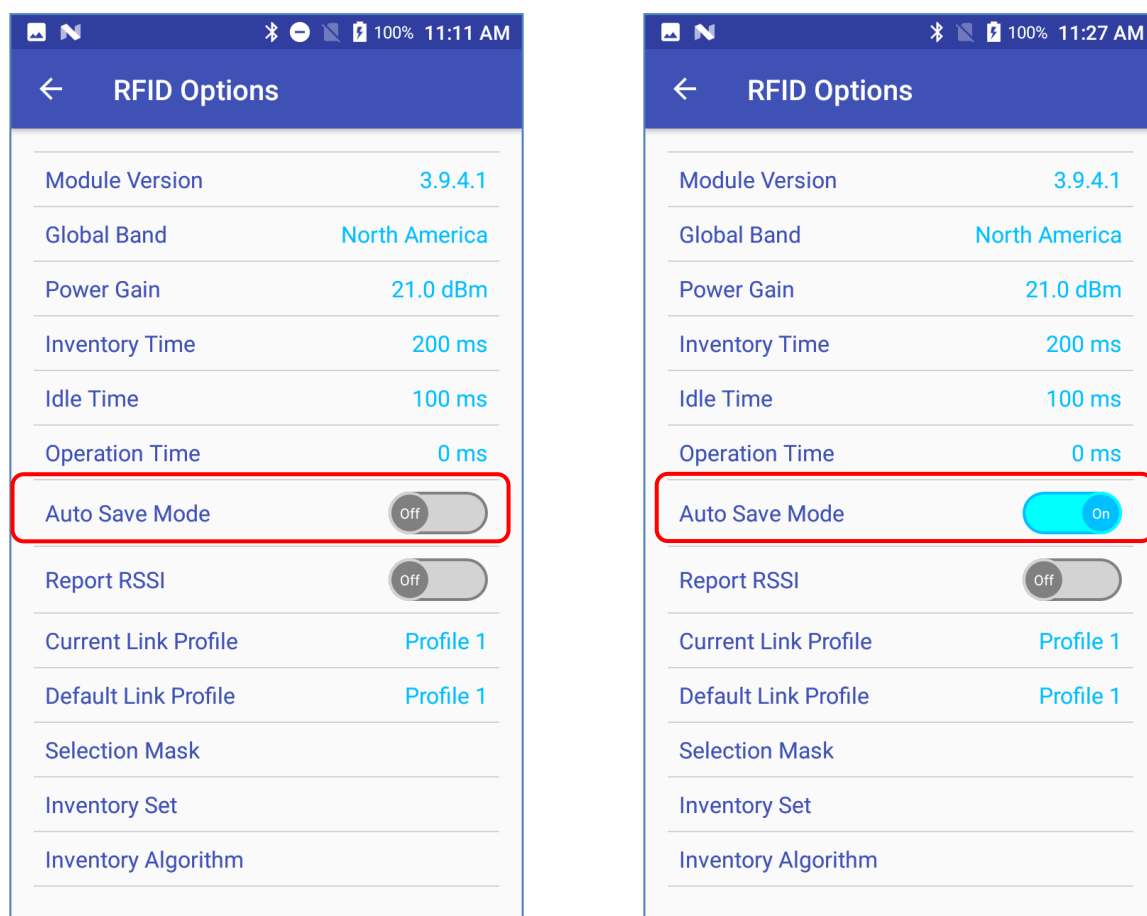 100% 11:11 AM
RFID Options
Module Version 3.9.4.1
Global Band North America
Power Gain 21.0 dBm
Inventory Time 200 ms
Idle Time 100 ms
Operation Time 0 ms
Auto Save Mode Off
Report RSSI Off
Current Link Profile Profile 1
Default Link Profile Profile 1
Selection Mask
Inventory Set
Inventory Algorithm
100% 11:27 AM
RFID Options
Module Version 3.9.4.1
Global Band North America
Power Gain 21.0 dBm
Inventory Time 200 ms
Idle Time 100 ms
Operation Time 0 ms
Auto Save Mode On
Report RSSI Off
Current Link Profile Profile 1
Default Link Profile Profile 1
Selection Mask
Inventory Set
Inventory Algorithm